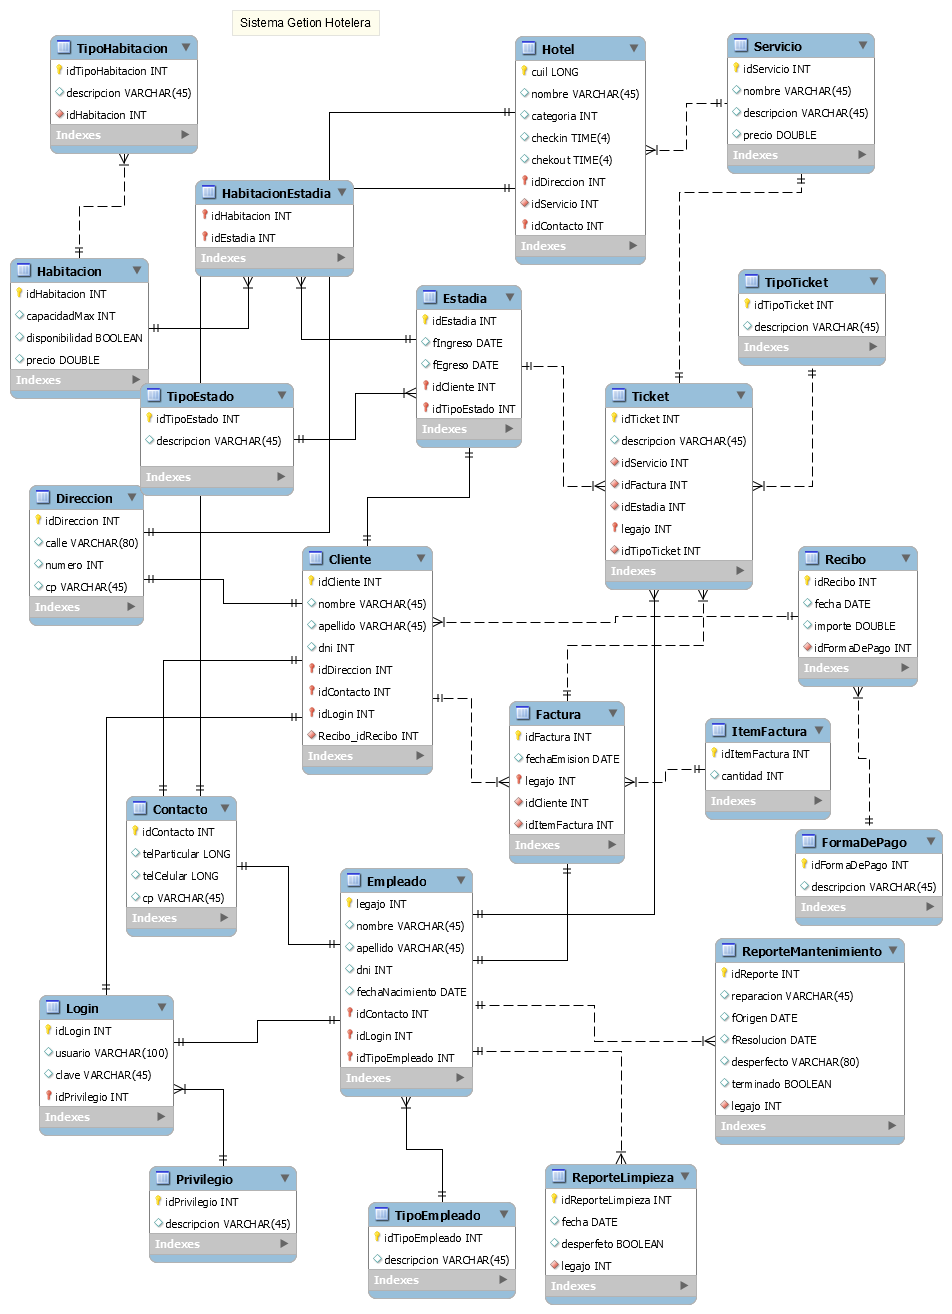 Sistema Getion Hotelera
TipoHabitacion
idTipoHabitacion INT
descripcion VARCHAR(45)
idHabitacion INT
Indexes
Hotel
cuil LONG
nombre VARCHAR(45)
categoria INT
checkin TIME(4)
chekout TIME(4)
idDireccion INT
idServicio INT
idContacto INT
Indexes
Servicio
idServicio INT
nombre VARCHAR(45)
descripcion VARCHAR(45)
precio DOUBLE
Indexes
HabitacionEstadia
idHabitacion INT
idEstadia INT
Indexes
Habitacion
idHabitacion INT
capacidadMax INT
disponibilidad BOOLEAN
precio DOUBLE
Indexes
Estadia
idEstadia INT
fIngreso DATE
fEgreso DATE
idCliente INT
idTipoEstado INT
Indexes
TipoTicket
idTipoTicket INT
descripcion VARCHAR(45)
Indexes
TipoEstado
idTipoEstado INT
descripcion VARCHAR(45)
Indexes
Ticket
idTicket INT
descripcion VARCHAR(45)
idServicio INT
idFactura INT
idEstadia INT
legajo INT
idTipoTicket INT
Indexes
Direccion
idDireccion INT
calle VARCHAR(80)
numero INT
cp VARCHAR(45)
Indexes
Cliente
idCliente INT
nombre VARCHAR(45)
apellido VARCHAR(45)
dni INT
idDireccion INT
idContacto INT
idLogin INT
Recibo_idRecibo INT
Indexes
Recibo
idRecibo INT
fecha DATE
importe DOUBLE
idFormaDePago INT
Indexes
Factura
idFactura INT
fechaEmision DATE
legajo INT
idCliente INT
idItemFactura INT
Indexes
ItemFactura
idItemFactura INT
cantidad INT
Indexes
Contacto
idContacto INT
telParticular LONG
telCelular LONG
cp VARCHAR(45)
Indexes
FormaDePago
idFormaDePago INT
descripcion VARCHAR(45)
Indexes
Empleado
legajo INT
nombre VARCHAR(45)
apellido VARCHAR(45)
dni INT
fechaNacimiento DATE
idContacto INT
idLogin INT
idTipoEmpleado INT
Indexes
ReporteMantenimiento
idReporte INT
reparacion VARCHAR(45)
fOrigen DATE
fResolucion DATE
desperfecto VARCHAR(80)
terminado BOOLEAN
legajo INT
Indexes
Login
idLogin INT
usuario VARCHAR(100)
clave VARCHAR(45)
idPrivilegio INT
Indexes
Privilegio
idPrivilegio INT
descripcion VARCHAR(45)
Indexes
TipoEmpleado
idTipoEmpleado INT
descripcion VARCHAR(45)
Indexes
ReporteLimpieza
idReporteLimpieza INT
fecha DATE
desperfeto BOOLEAN
legajo INT
Indexes